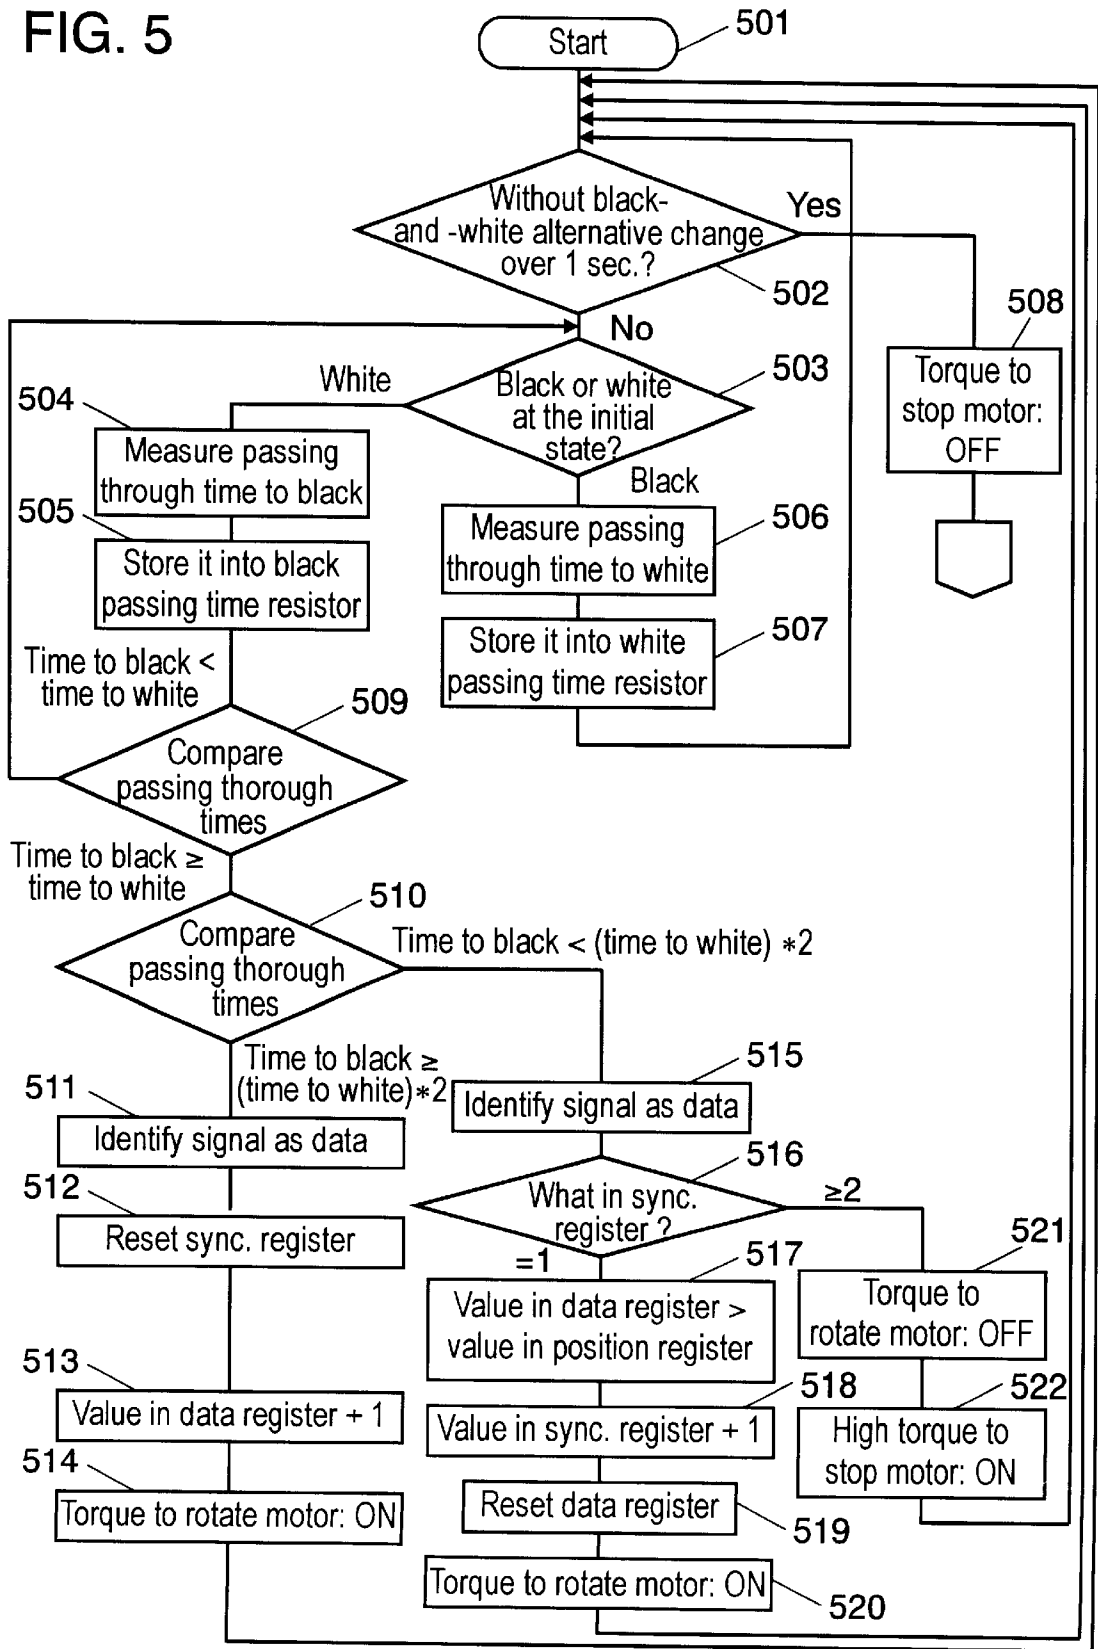 FIG. 5
Start
501
Without black-
and -white alternative change
over 1 sec.?
Yes
502
No
508
Torque to
stop motor:
OFF
White
Black or white
at the initial
state?
503
504
Measure passing
through time to black
Black
505
Store it into black
passing time resistor
Measure passing
through time to white
506
Store it into white
passing time resistor
507
Time to black <
time to white
509
Compare
passing thorough
times
Time to black ≥
time to white
510
Compare
passing thorough
times
Time to black < (time to white) *2
Time to black ≥
(time to white)*2
511
Identify signal as data
515
Identify signal as data
512
Reset sync. register
516
What in sync.
register ?
≥2
=1
517
Value in data register >
value in position register
521
Torque to
rotate motor: OFF
513
Value in data register + 1
518
Value in sync. register + 1
522
High torque to
stop motor: ON
514
Torque to rotate motor: ON
Reset data register
519
Torque to rotate motor: ON
520